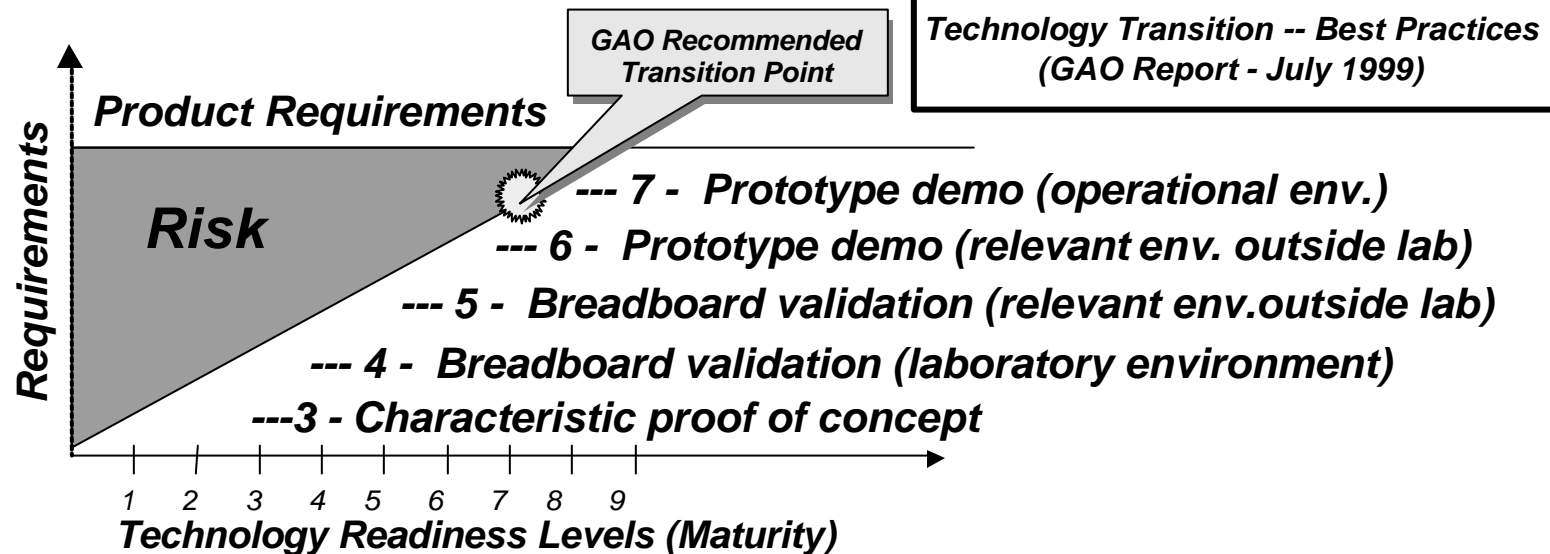 Technology Transition -- Best Practices
(GAO Report - July 1999)
GAO Recommended
Transition Point
Product Requirements
Requirements
Risk
--- 7 - Prototype demo (operational env.)
--- 6 - Prototype demo (relevant env. outside lab)
--- 5 - Breadboard validation (relevant env.outside lab)
--- 4 - Breadboard validation (laboratory environment)
---3 - Characteristic proof of concept
1 2 3 4 5 6 7 8 9
Technology Readiness Levels (Maturity)